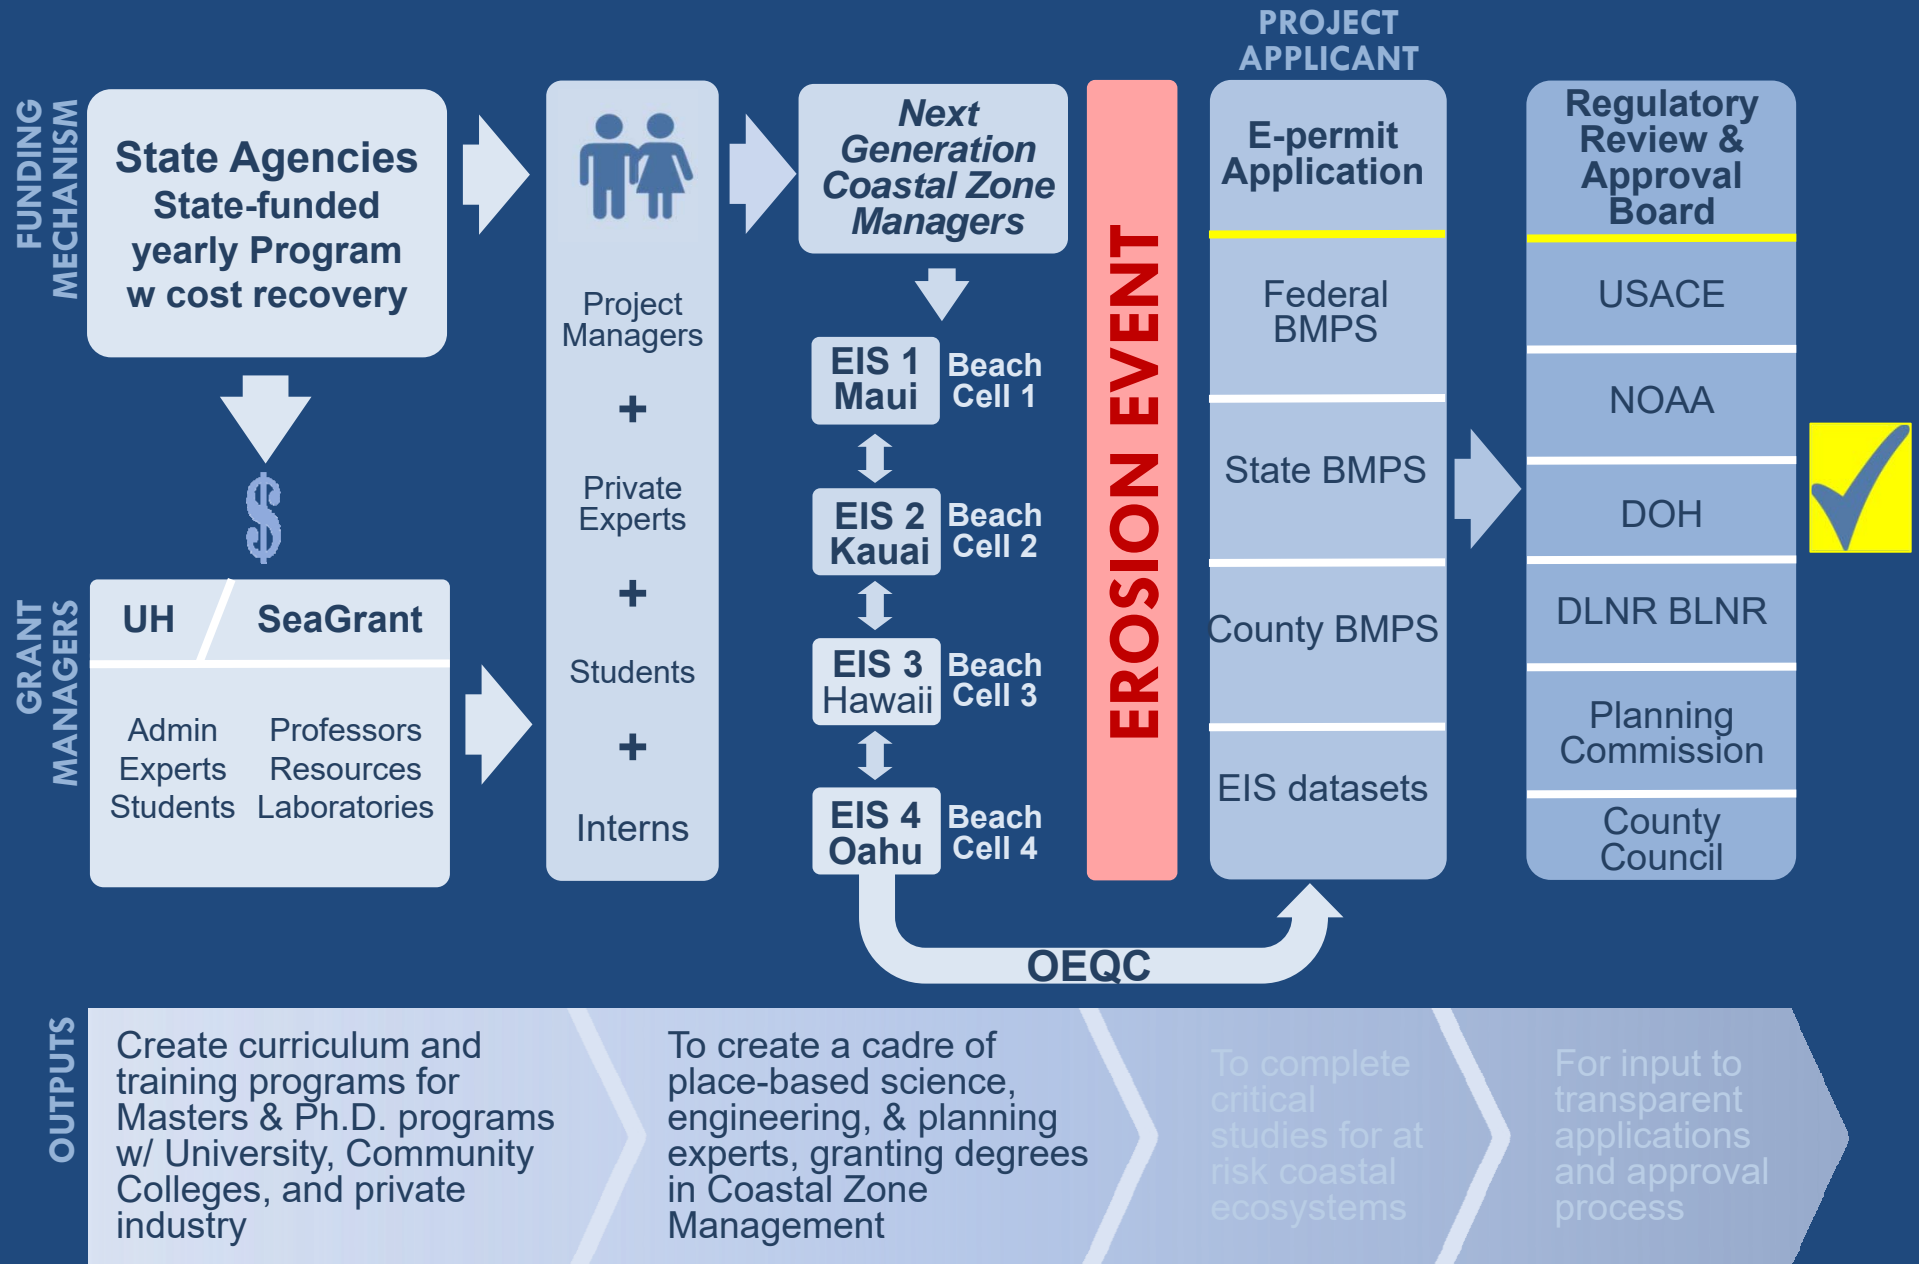 FUNDING
MECHANISM
State Agencies
State-funded
yearly Program
w cost recovery
$
GRANT
MANAGERS
UH
SeaGrant
Admin
Experts
Students
Professors
Resources
Laboratories
Project
Managers
+
Private
Experts
+
Students
+
Interns
Next
Generation
Coastal Zone
Managers
EIS 1
Maui
Beach
Cell 1
EIS 2
Kauai
Beach
Cell 2
EIS 3
Hawaii
Beach
Cell 3
EIS 4
Oahu
Beach
Cell 4
OEQC
EROSION EVENT
PROJECT
APPLICANT
E-permit
Application
Federal
BMPS
State BMPS
County BMPS
EIS datasets
Regulatory
Review &
Approval
Board
USACE
NOAA
DOH
DLNR BLNR
Planning
Commission
County
Council
OUTPUTS
Create curriculum and
training programs for
Masters & Ph.D. programs
w/ University, Community
Colleges, and private
industry
To create a cadre of
place-based science,
engineering, & planning
experts, granting degrees
in Coastal Zone
Management
To complete
critical
studies for at
risk coastal
ecosystems
For input to
transparent
applications
and approval
process